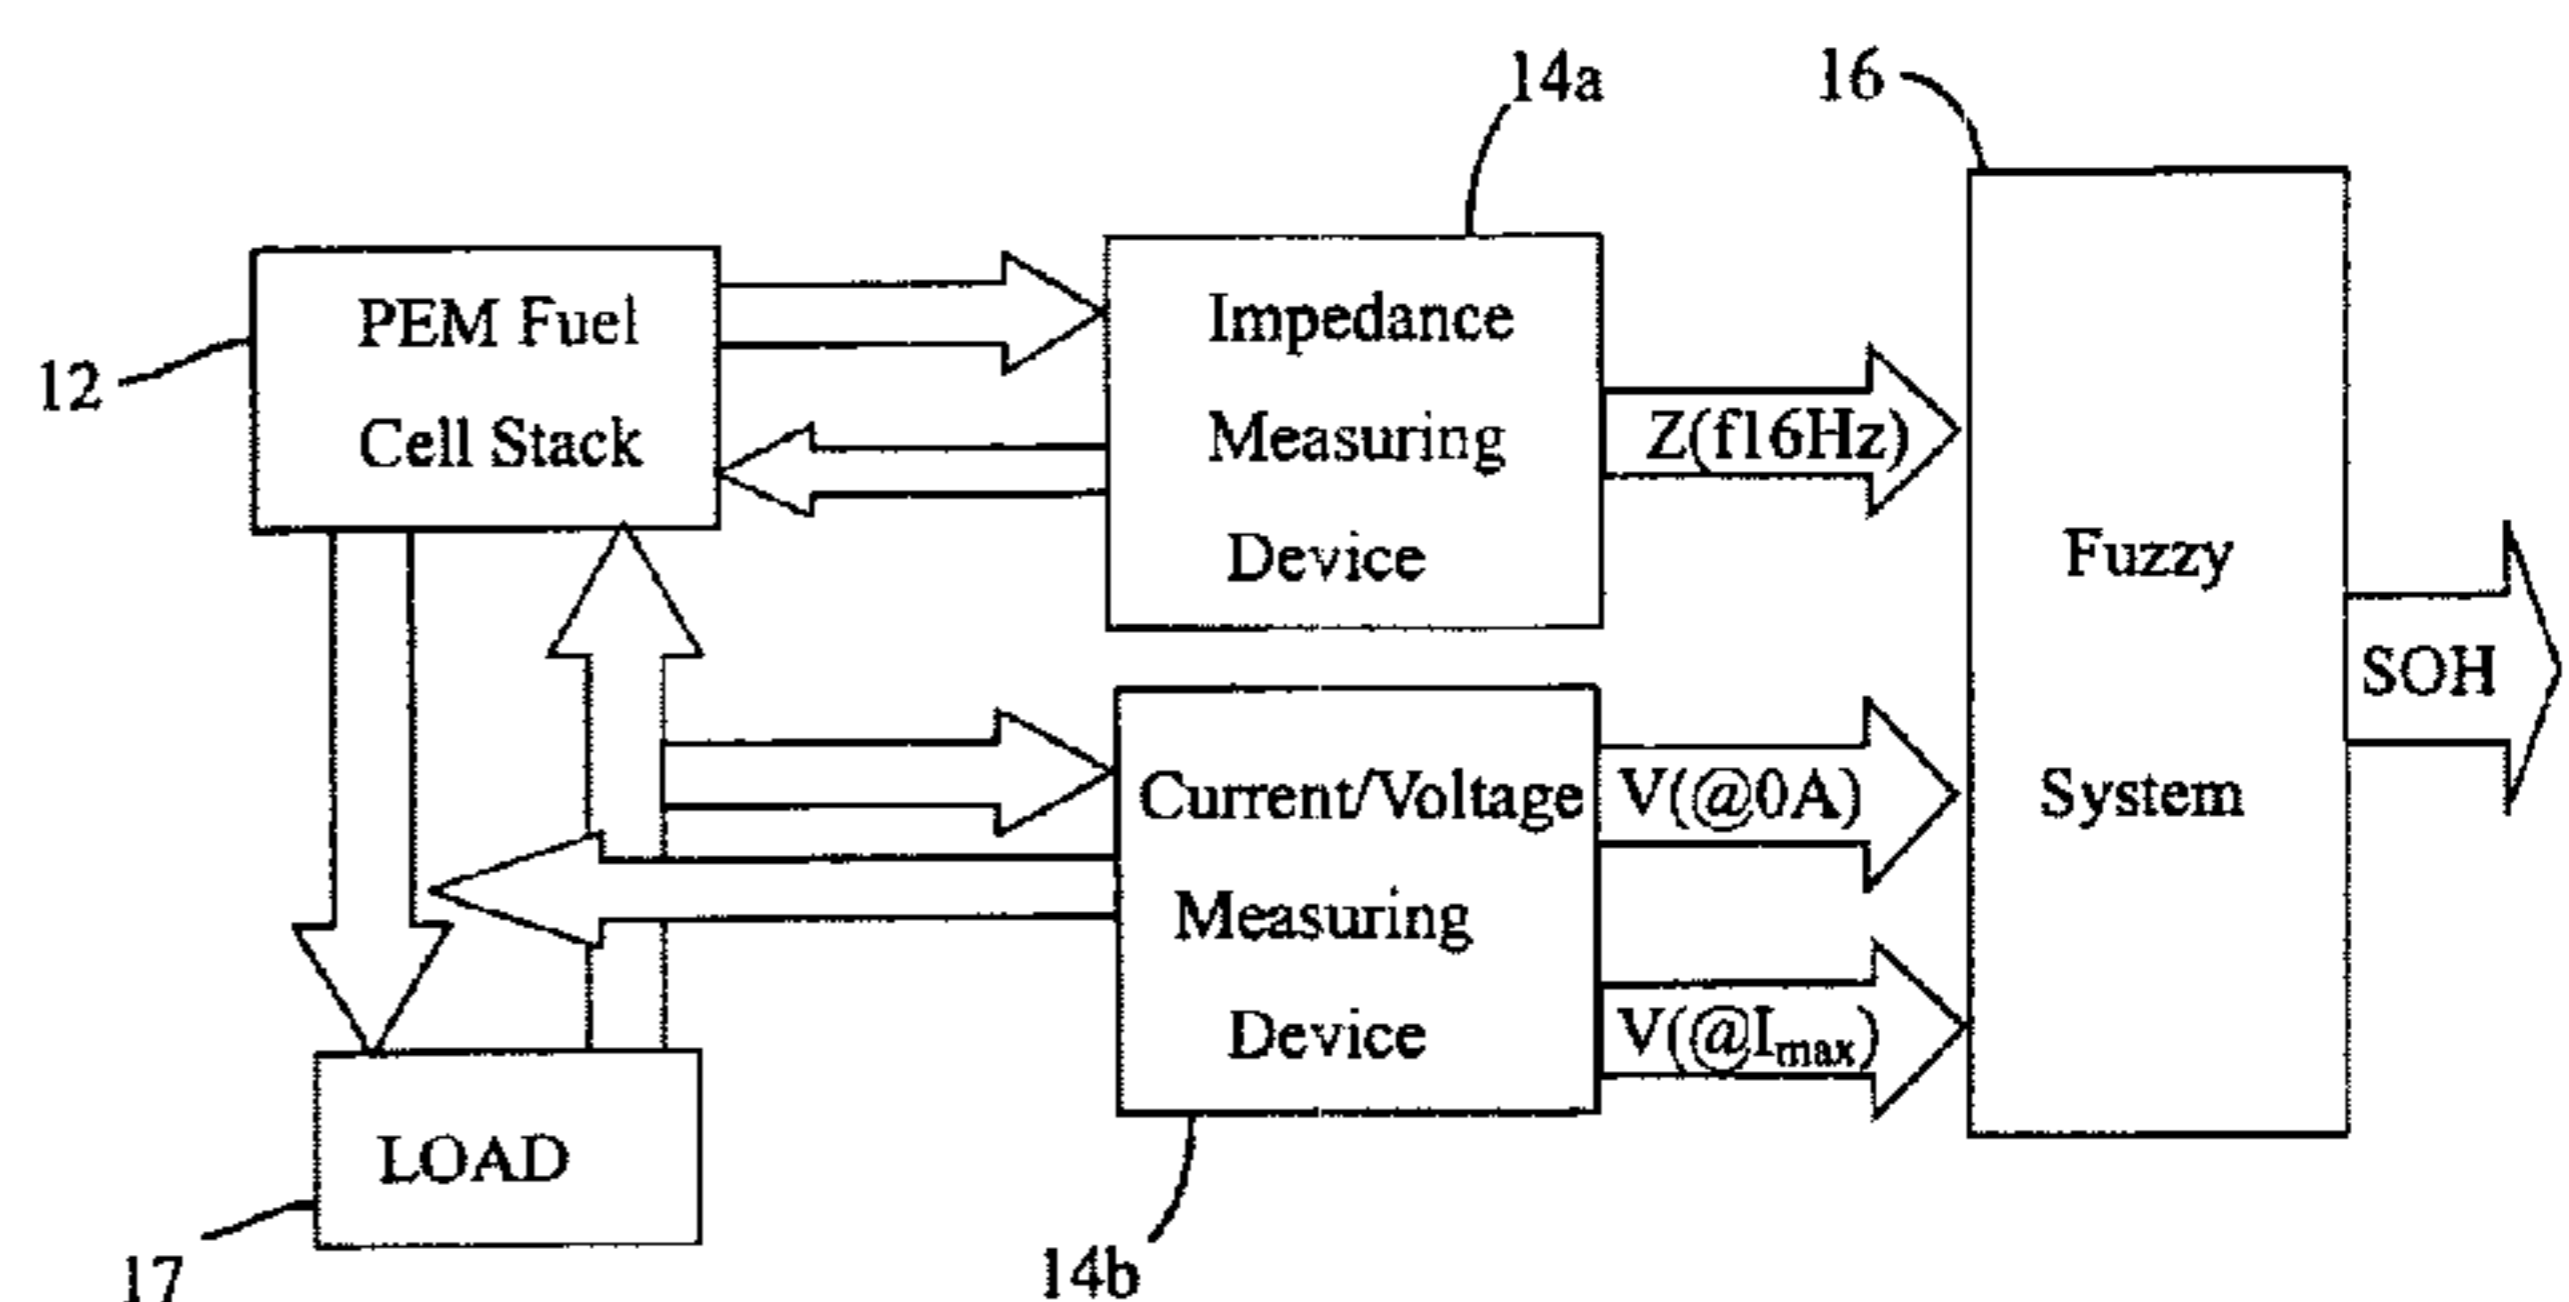 14a
16
PEM Fuel
Cell Stack
12
Impedance
Measuring
Device
Z(f16Hz)
Fuzzy
System
SOH
Current/Voltage
Measuring
Device
V(@0A)
V(@Imax)
LOAD
17
14b